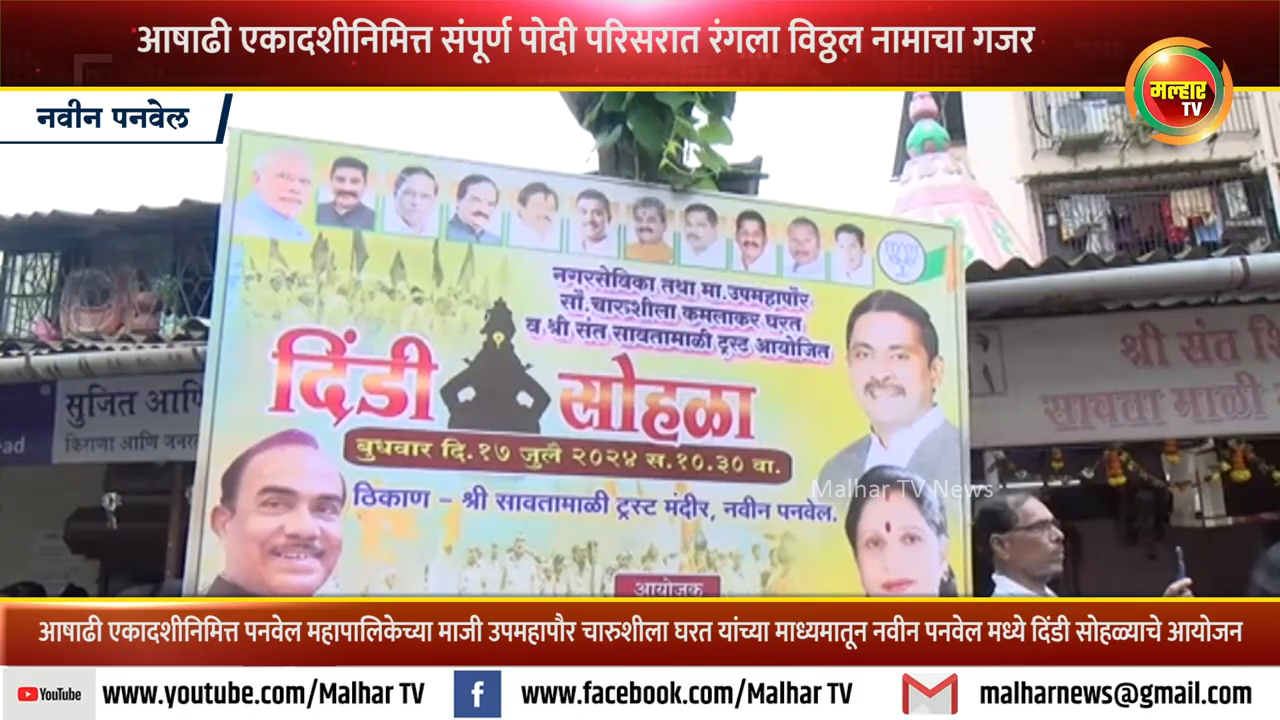 आषाढी एकादशीनिमित्त संपूर्ण पोदी परिसरात रंगला विठ्ठल नामाचा गजर
मल्हार
TV
नवीन पनवेल
नगरसेविका तथा मा.उपमहापौर
सौ.चारुशीला कमलाकर घरत
व श्री संत सावतामाळी ट्रस्ट आयोजित
दिंडी सोहळा
बुधवार दि.१७ जुलै २०२४ स.१०.३० वा.
ठिकाण – श्री सावतामाळी ट्रस्ट मंदीर, नवीन पनवेल.
आयोजक
सुजित आणि
किराणा आणि जनर
ead
श्री संत
सावता माळी
Malhar TV News
आषाढी एकादशीनिमित्त पनवेल महापालिकेच्या माजी उपमहापौर चारुशीला घरत यांच्या माध्यमातून नवीन पनवेल मध्ये दिंडी सोहळ्याचे आयोजन
YouTube www.youtube.com/Malhar TV
f www.facebook.com/Malhar TV
malharnews@gmail.com